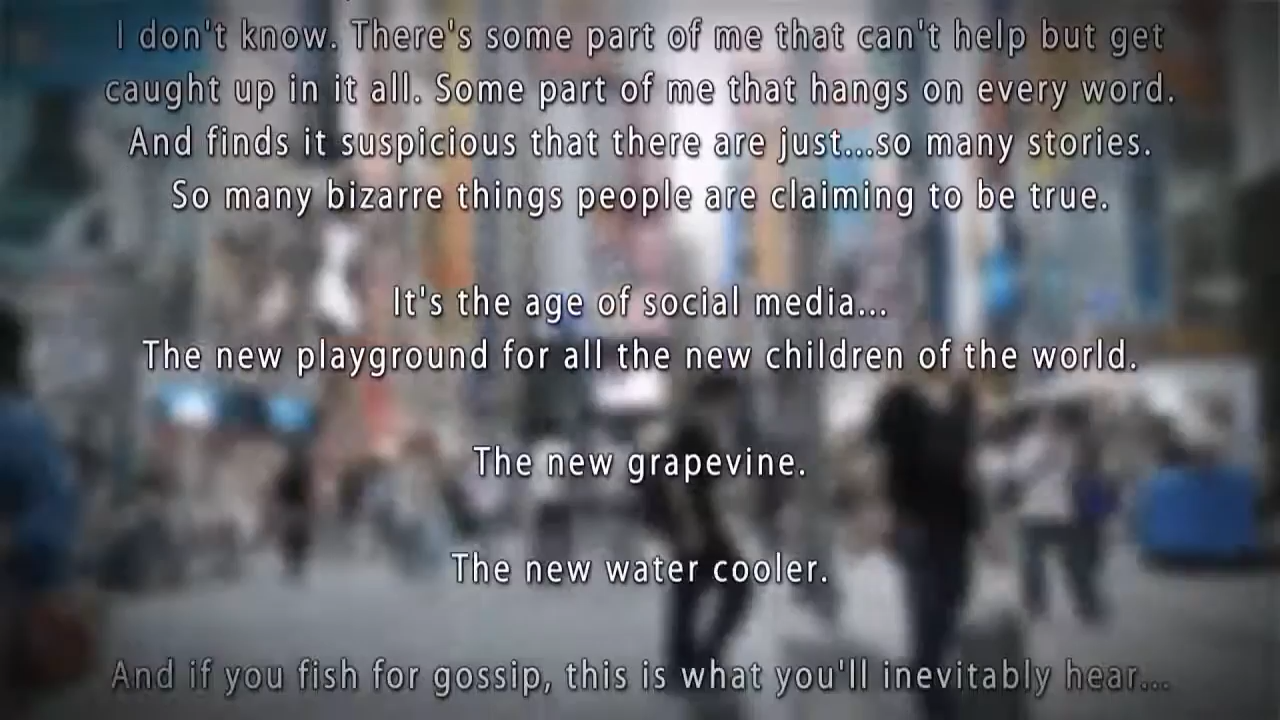 I don't know. There's some part of me that can't help but get
caught up in it all. Some part of me that hangs on every word.
And finds it suspicious that there are just...so many stories.
So many bizarre things people are claiming to be true.
It's the age of social media...
The new playground for all the new children of the world.
The new grapevine.
The new water cooler.
And if you fish for gossip, this is what you'll inevitably hear...